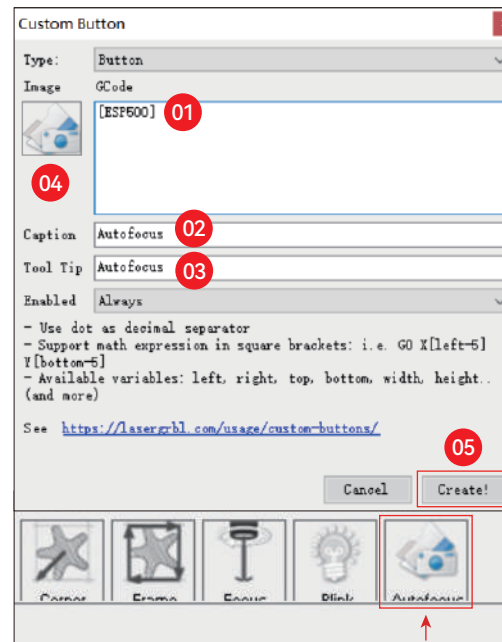 Custom Button
Type: Button
Image GCode
[ESP500] 01
04
Caption Autofocus 02
Tool Tip Autofocus 03
Enabled Always
- Use dot as decimal separator
- Support math expression in square brackets: i.e. G0 X[left-5]
Y[bottom-5]
- Available variables: left, right, top, bottom, width, height..
(and more)
See https://lasergrbl.com/usage/custom-buttons/
05
Cancel Create!
Corner Frame Focus Blink Autofocus